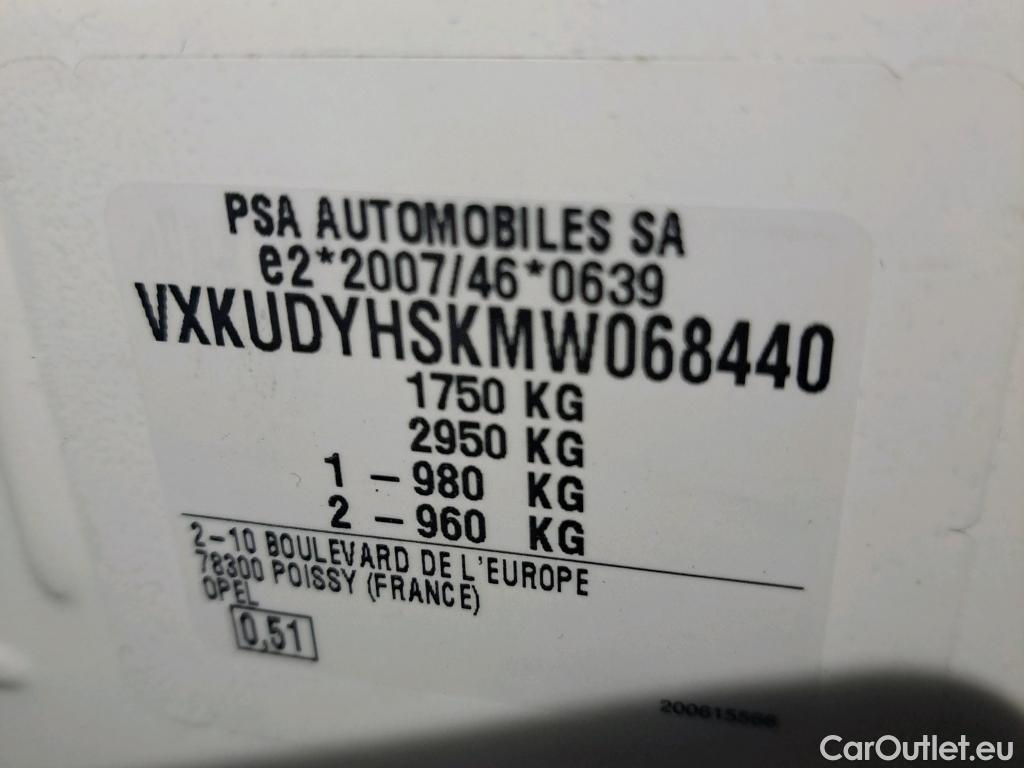 PSA AUTOMOBILES SA
e2*2007/46*0639
VXKUDYHSKMW068440
1750 KG
2950 KG
1 – 980 KG
2 – 960 KG
2–10 BOULEVARD DE L'EUROPE
78300 POISSY (FRANCE)
OPEL
0,51
200615566
CarOutlet.eu